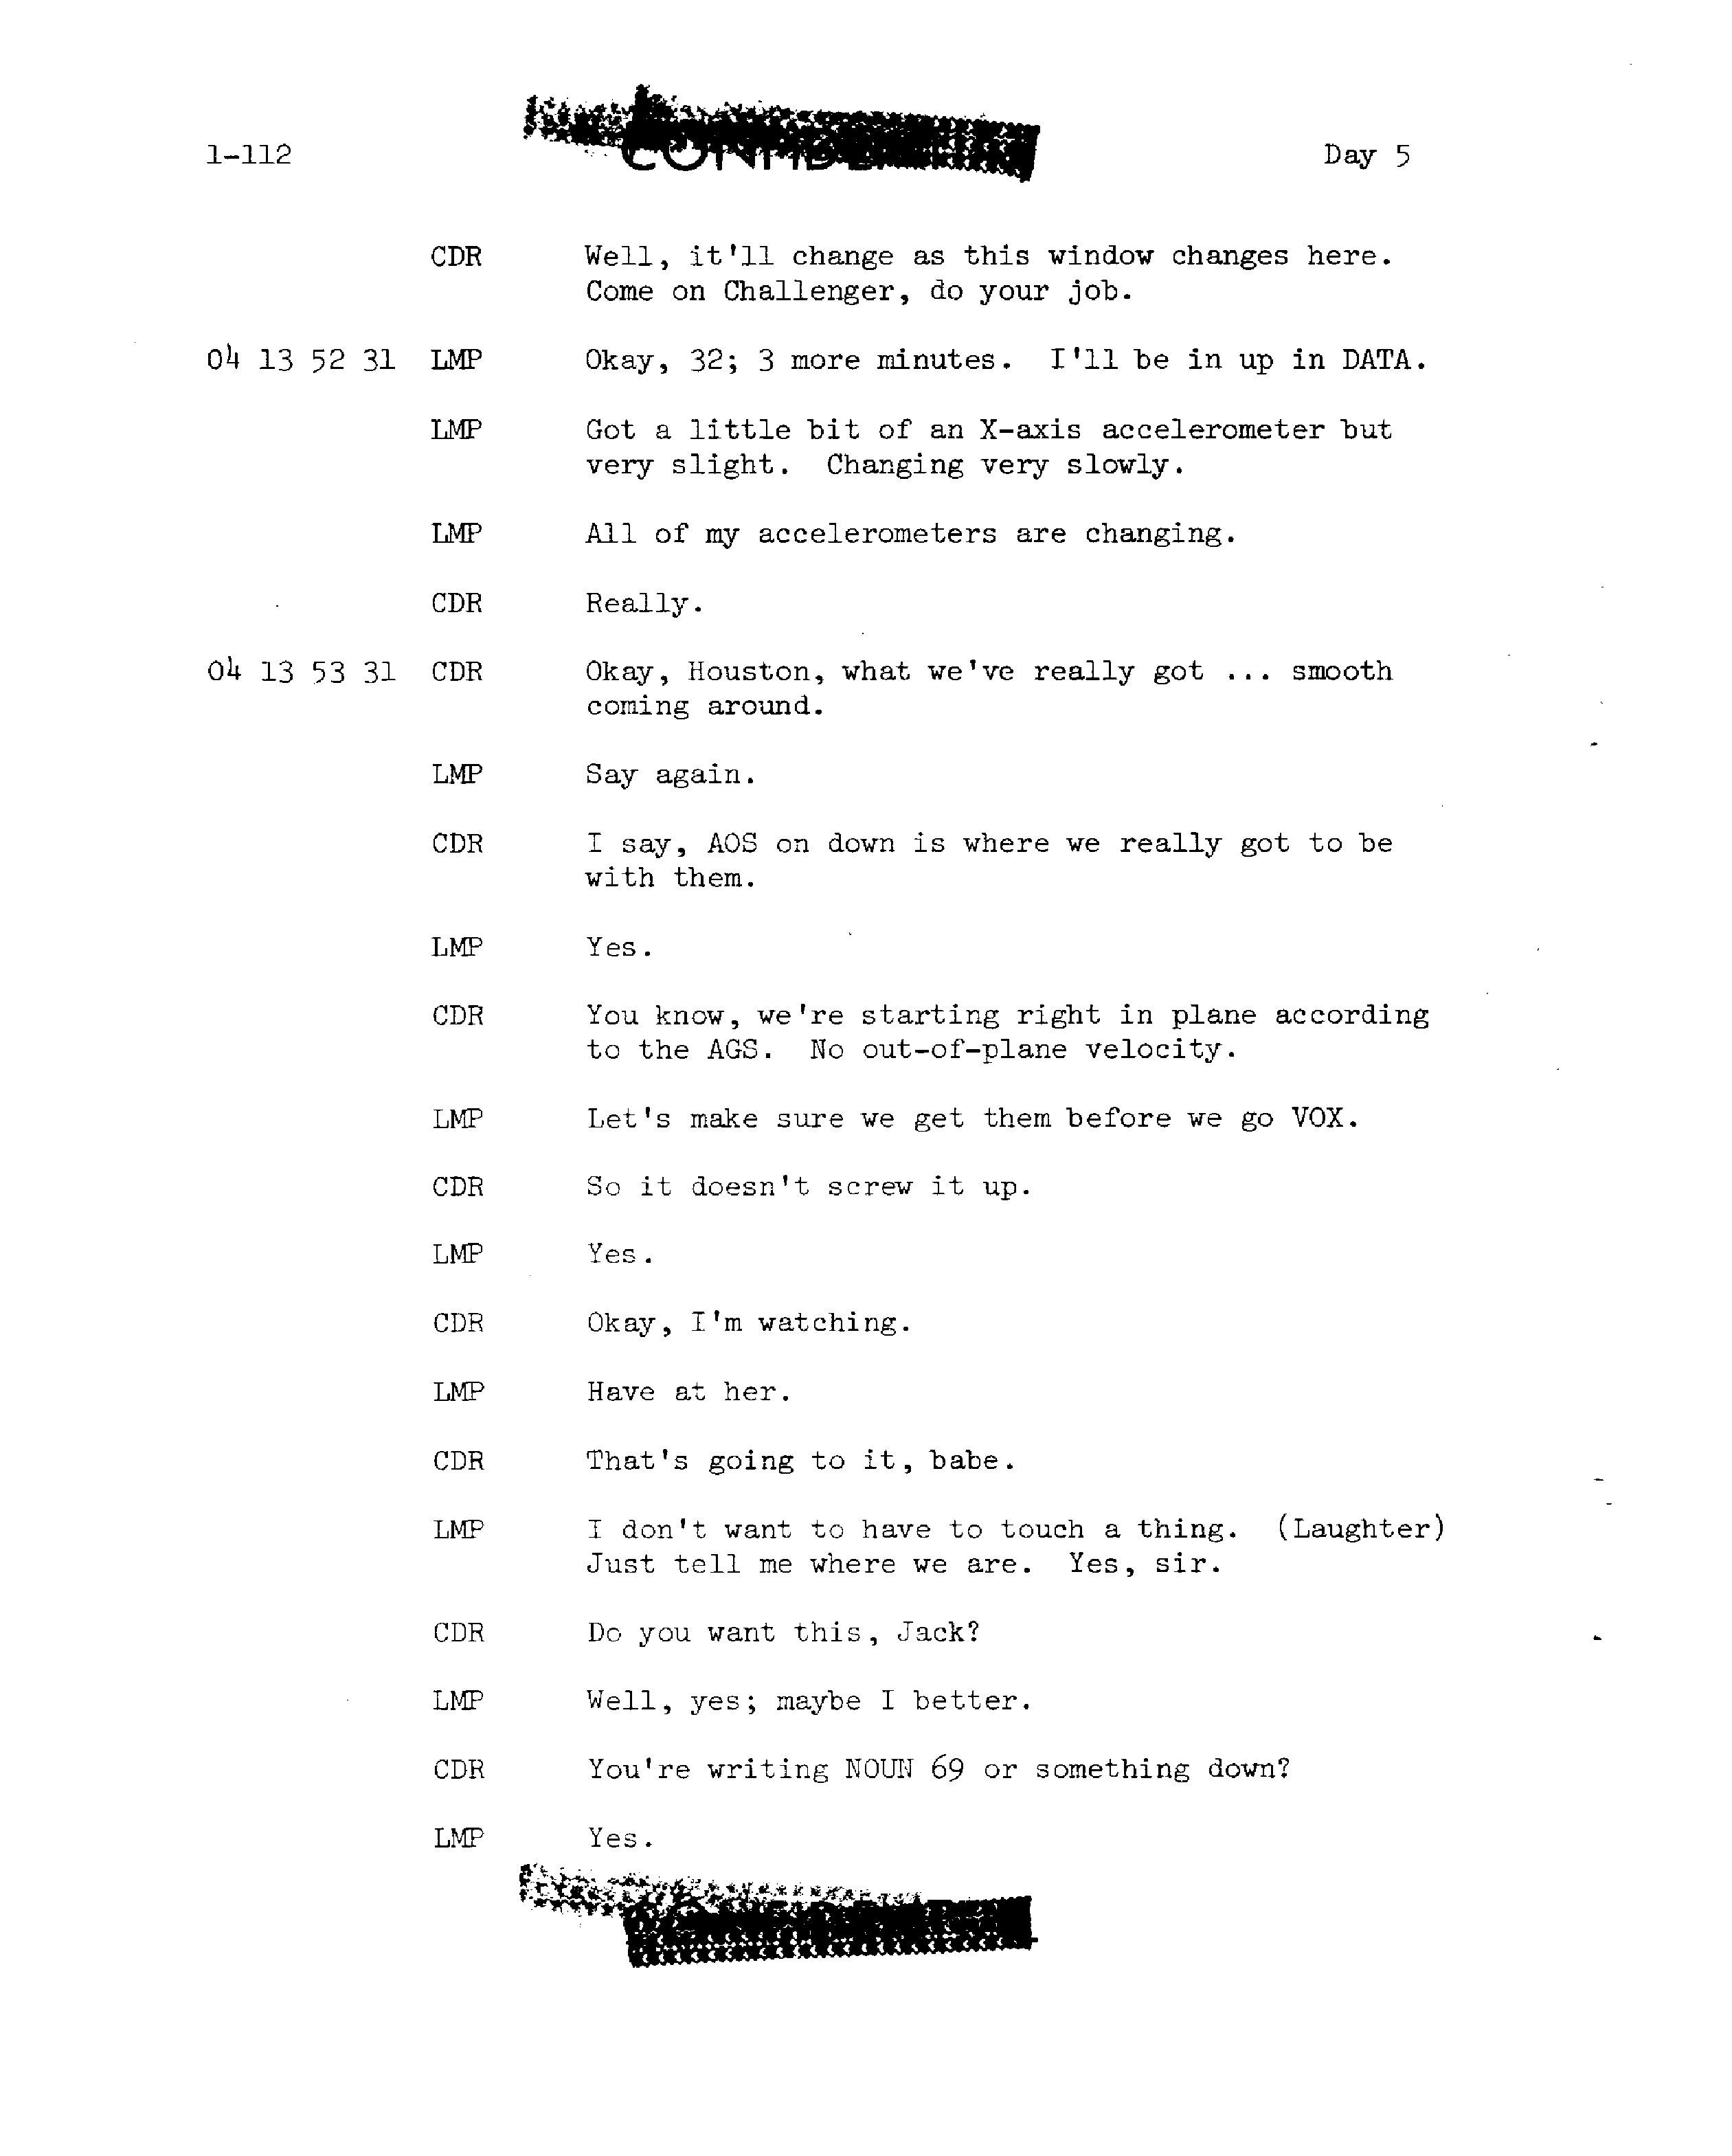 1-112
Day 5
CDR Well, it'll change as this window changes here.
Come on Challenger, do your job.
04 13 52 31 LMP Okay, 32; 3 more minutes. I'll be in up in DATA.
LMP Got a little bit of an X-axis accelerometer but
very slight. Changing very slowly.
LMP All of my accelerometers are changing.
CDR Really.
04 13 53 31 CDR Okay, Houston, what we've really got ... smooth
coming around.
LMP Say again.
CDR I say, AOS on down is where we really got to be
with them.
LMP Yes.
CDR You know, we're starting right in plane according
to the AGS. No out-of-plane velocity.
LMP Let's make sure we get them before we go VOX.
CDR So it doesn't screw it up.
LMP Yes.
CDR Okay, I'm watching.
LMP Have at her.
CDR That's going to it, babe.
LMP I don't want to have to touch a thing. (Laughter)
Just tell me where we are. Yes, sir.
CDR Do you want this, Jack?
LMP Well, yes; maybe I better.
CDR You're writing NOUN 69 or something down?
LMP Yes.